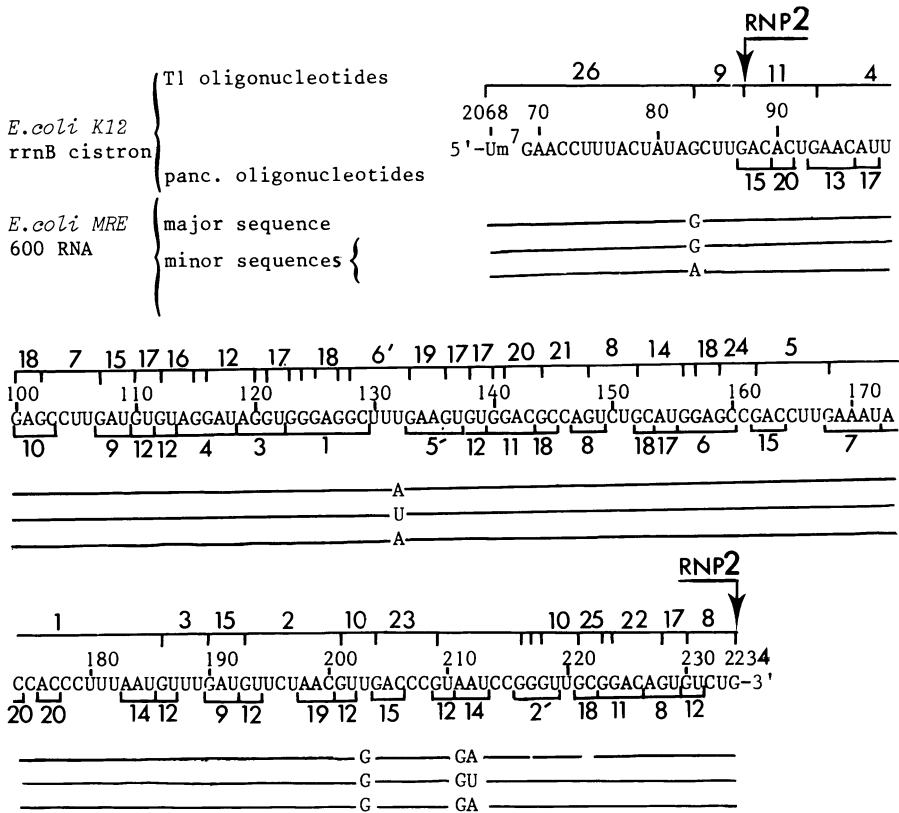 RNP2
T1 oligonucleotides
26 9 11 4
2068 70 80 90
E.coli K12
rrnB cistron
5'-Um⁷GAACCUUUACUAUAGCUUGACACUGAACAUU
panc. oligonucleotides
15 20 13 17
E.coli MRE
600 RNA
major sequence
G
minor sequences
G
A
18 7 15 17 16 12 17 18 6' 19 17 17 20 21 8 14 18 24 5
100 110 120 130 140 150 160 170
GAGCCUUGAUGUGUAGGAUAGGUGGGAGGCUUUGAAGUGUGGACGCCAGUCUGCAUGGAGCCGACCUUGAAAUA
10 9 12 12 4 3 1 5' 12 11 18 8 18 17 6 15 7
A
U
A
RNP2
1 3 15 2 10 23 10 25 22 17 8
180 190 200 210 220 230 2234
CCACCCUUUAAUGUUUGAUGUUCUAACGUUGACCCGUAAUCCGGGUUGCGGACAGUGUCUG-3'
20 20 14 12 9 12 19 12 15 12 14 2' 18 11 8 12
G GA
G GU
G GA